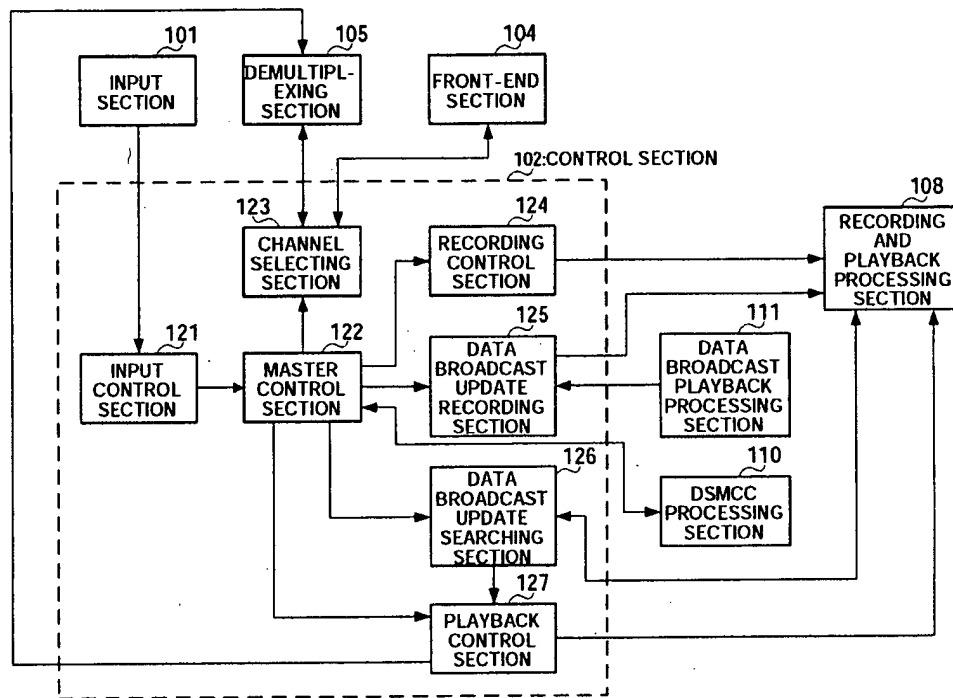 101
INPUT
SECTION
105
DEMULTIPL-
EXING
SECTION
104
FRONT-END
SECTION
102:CONTROL SECTION
123
CHANNEL
SELECTING
SECTION
124
RECORDING
CONTROL
SECTION
108
RECORDING
AND
PLAYBACK
PROCESSING
SECTION
121
INPUT
CONTROL
SECTION
122
MASTER
CONTROL
SECTION
125
DATA
BROADCAST
UPDATE
RECORDING
SECTION
111
DATA
BROADCAST
PLAYBACK
PROCESSING
SECTION
126
DATA
BROADCAST
UPDATE
SEARCHING
SECTION
110
DSMCC
PROCESSING
SECTION
127
PLAYBACK
CONTROL
SECTION